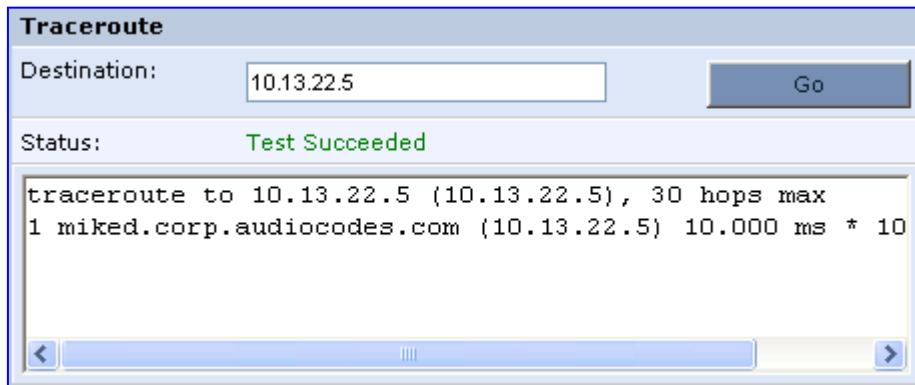 Traceroute
Destination: 10.13.22.5 Go
Status: Test Succeeded
traceroute to 10.13.22.5 (10.13.22.5), 30 hops max
1 miked.corp.audiocodes.com (10.13.22.5) 10.000 ms * 10